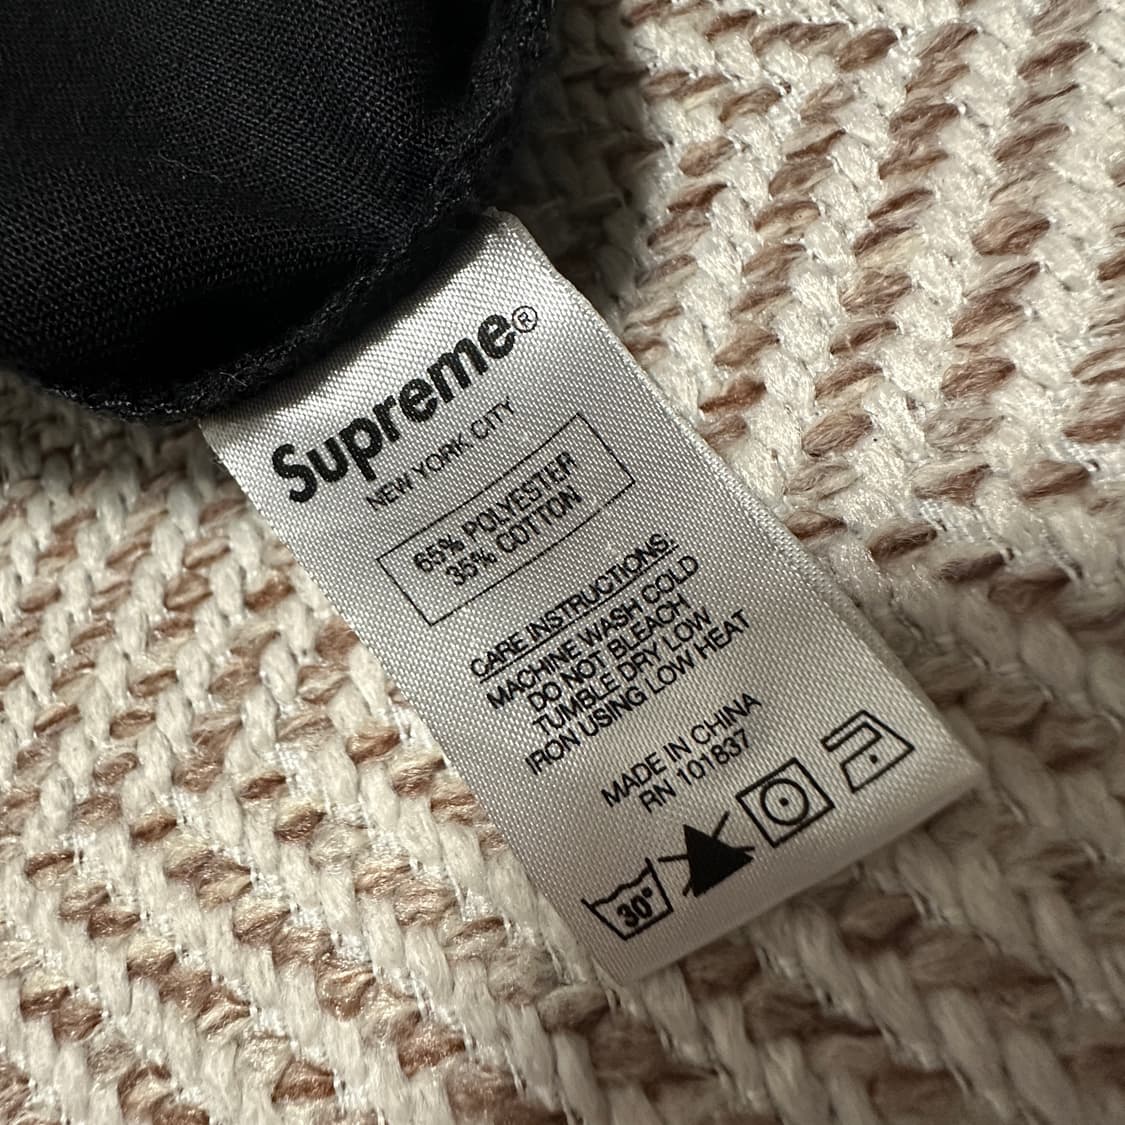 Supreme®
NEW YORK CITY
65% POLYESTER
35% COTTON
CARE INSTRUCTIONS:
MACHINE WASH COLD
DO NOT BLEACH
TUMBLE DRY LOW
IRON USING LOW HEAT
MADE IN CHINA
RN 101837
30°